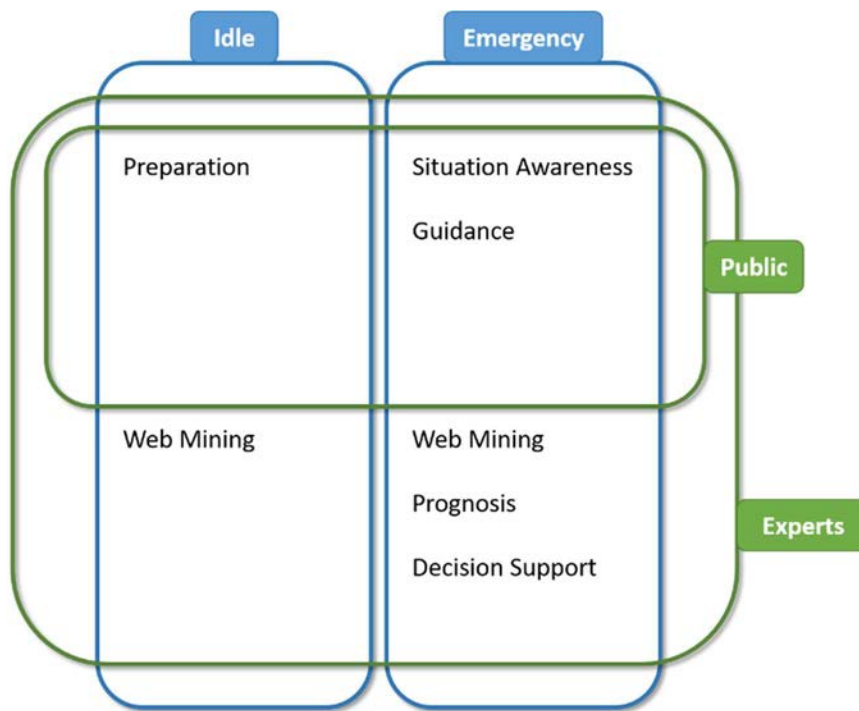 Idle
Emergency
Preparation
Situation Awareness
Guidance
Public
Web Mining
Web Mining
Prognosis
Experts
Decision Support